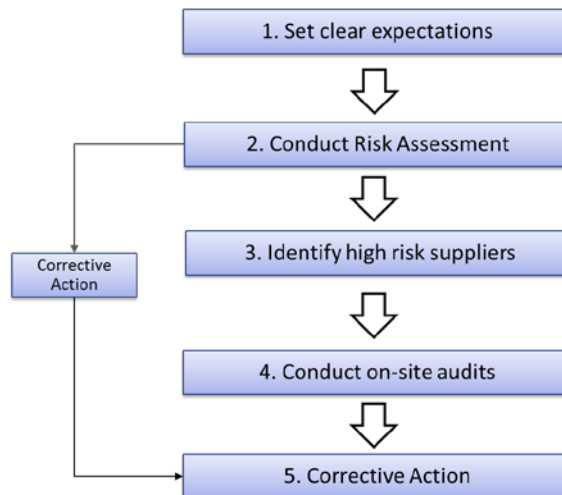 1. Set clear expectations
2. Conduct Risk Assessment
3. Identify high risk suppliers
Corrective
Action
4. Conduct on-site audits
5. Corrective Action